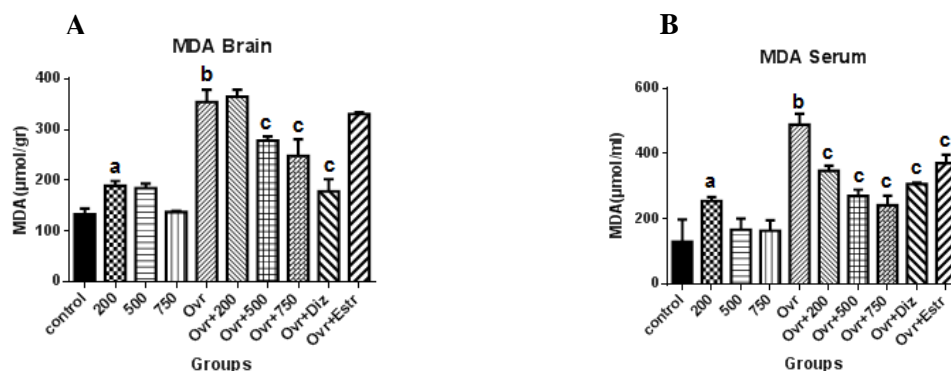 A
MDA Brain
MDA(µmol/gr)
400
300
200
100
0
a
b
c
c
c
control
200
500
750
Ovr
Ovr+200
Ovr+500
Ovr+750
Ovr+Diz
Ovr+Estr
Groups
B
MDA Serum
MDA(µmol/ml)
600
400
200
0
a
b
c
c
c
c
c
control
200
500
750
Ovr
Ovr+200
Ovr+500
Ovr+750
Ovr+Diz
Ovr+Estr
Groups